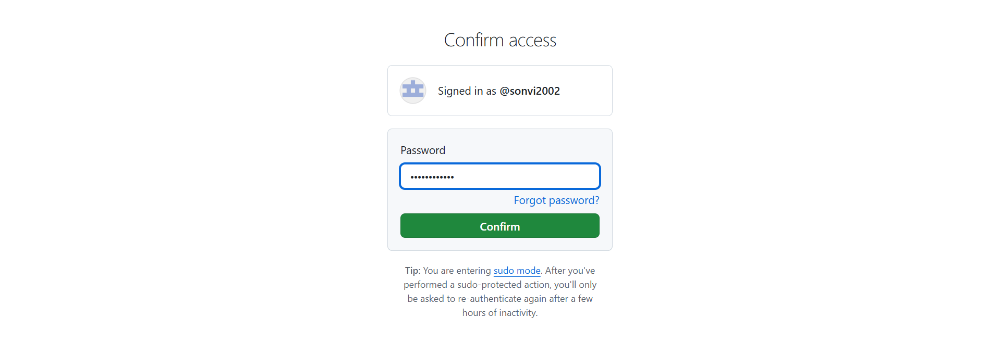 Confirm access
Signed in as @sonvi2002
Password
••••••••••••
Forgot password?
Confirm
Tip: You are entering sudo mode. After you've
performed a sudo-protected action, you'll only
be asked to re-authenticate again after a few
hours of inactivity.